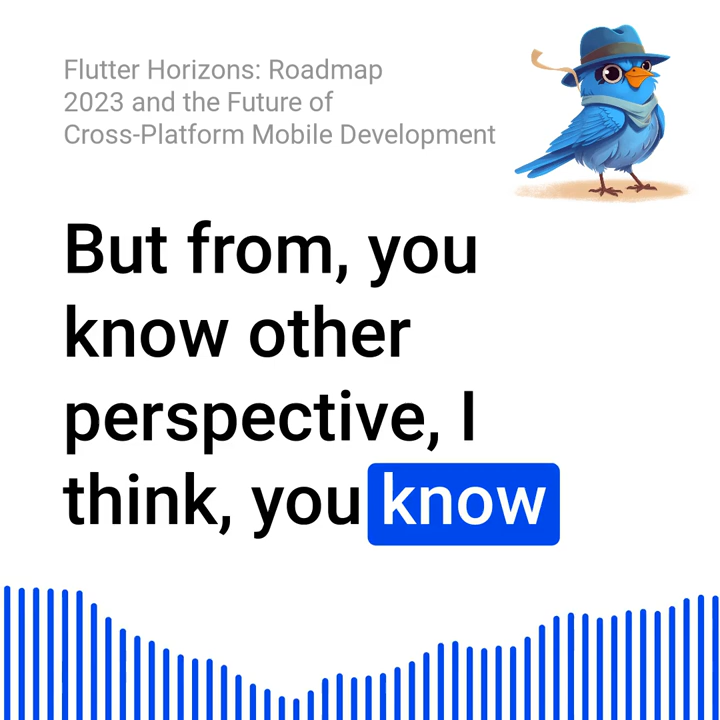 Flutter Horizons: Roadmap
2023 and the Future of
Cross-Platform Mobile Development
But from, you
know other
perspective, I
think, you know